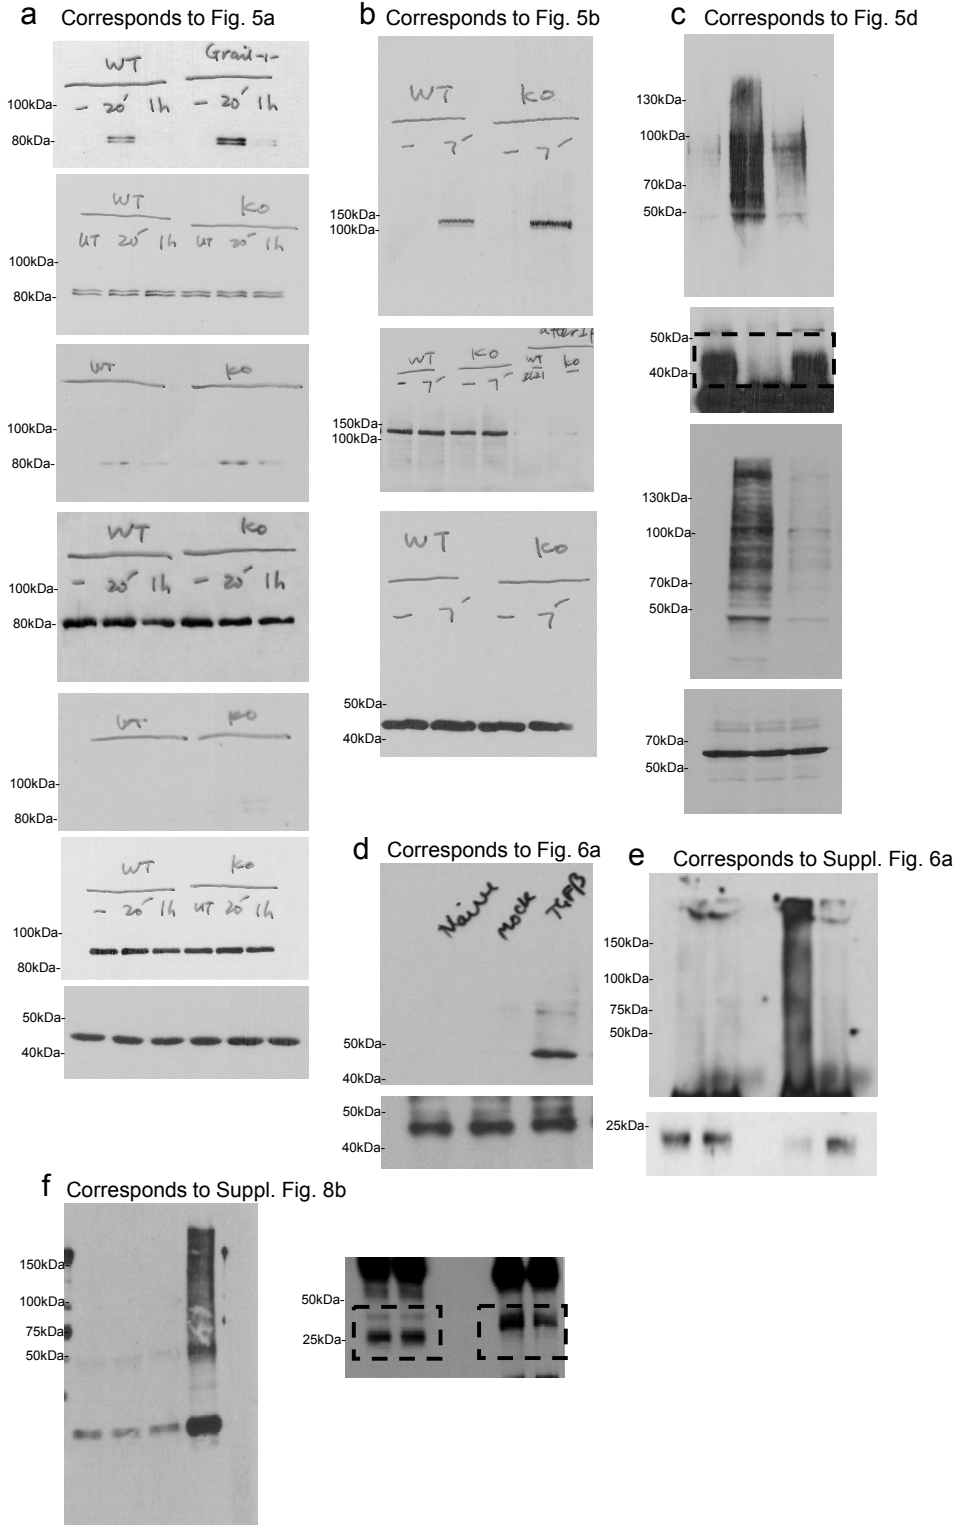 a Corresponds to Fig. 5a
WT Grail-/-
100kDa- – 20' 1h – 20' 1h
80kDa-
WT KO
UT 20' 1h UT 20' 1h
100kDa-
80kDa-
WT KO
100kDa-
80kDa-
WT KO
100kDa- – 20' 1h – 20' 1h
80kDa-
WT KO
100kDa-
80kDa-
WT KO
– 20' 1h UT 20' 1h
100kDa-
80kDa-
50kDa-
40kDa-
b Corresponds to Fig. 5b
WT KO
– 7' – 7'
150kDa-
100kDa-
after IP
WT KO WT KO
– 7' – 7'
150kDa-
100kDa-
WT KO
– 7' – 7'
50kDa-
40kDa-
c Corresponds to Fig. 5d
130kDa-
100kDa-
70kDa-
50kDa-
50kDa-
40kDa-
130kDa-
100kDa-
70kDa-
50kDa-
70kDa-
50kDa-
d Corresponds to Fig. 6a
Naive Mock TGFβ
50kDa-
40kDa-
50kDa-
40kDa-
e Corresponds to Suppl. Fig. 6a
150kDa-
100kDa-
75kDa-
50kDa-
25kDa-
f Corresponds to Suppl. Fig. 8b
150kDa-
100kDa-
75kDa-
50kDa-
50kDa-
25kDa-